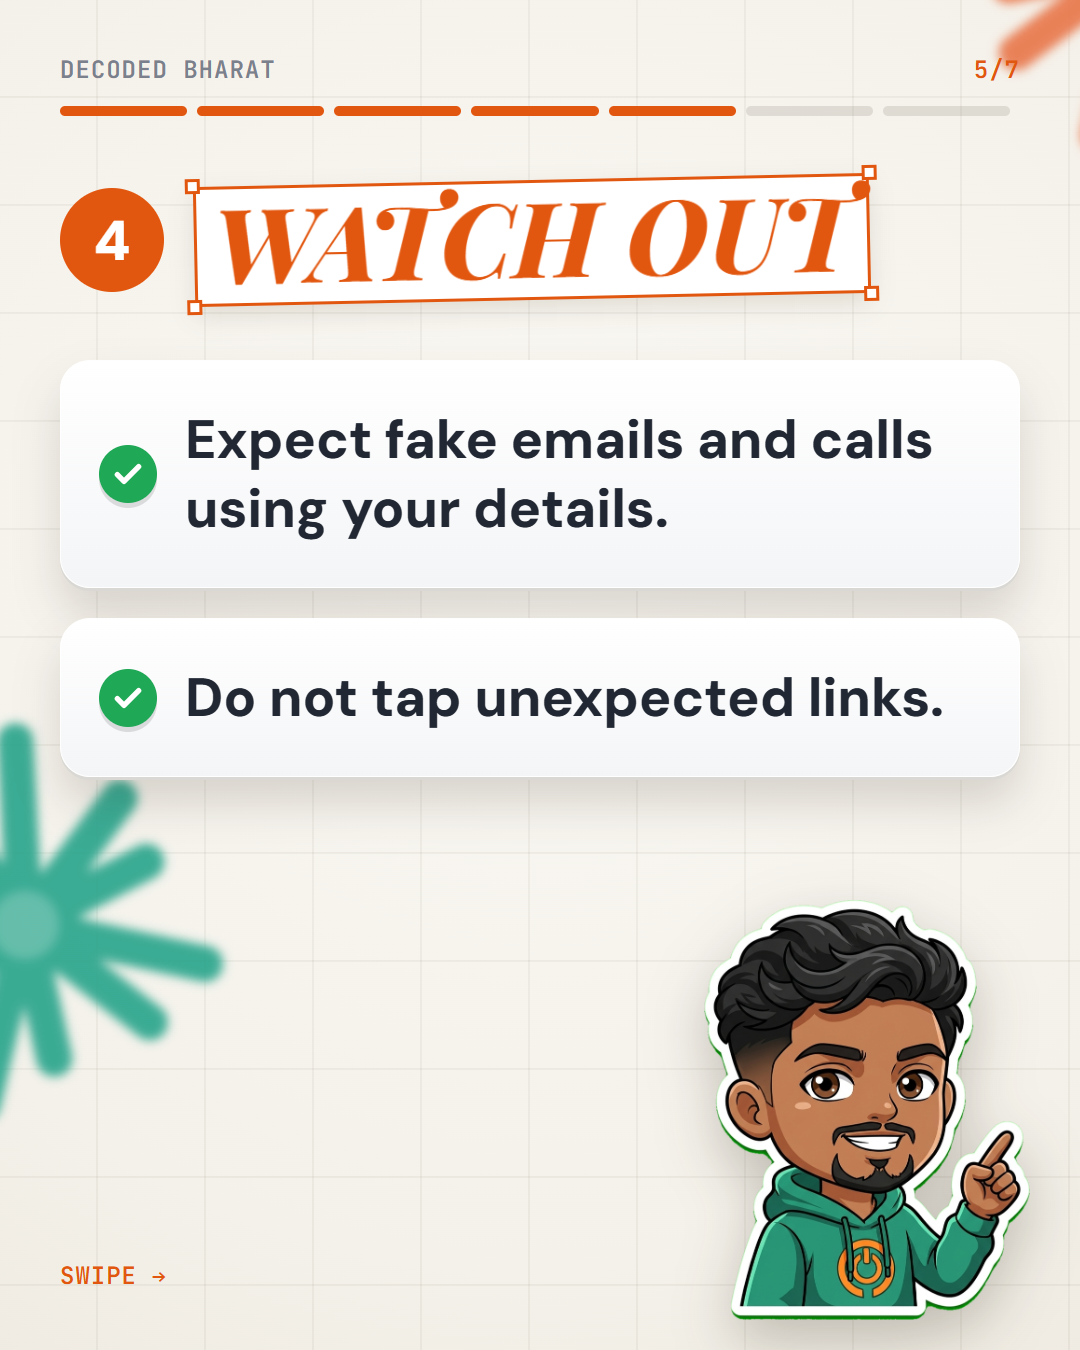 DECODED BHARAT
5/7
4
WATCH OUT
Expect fake emails and calls
using your details.
Do not tap unexpected links.
SWIPE →